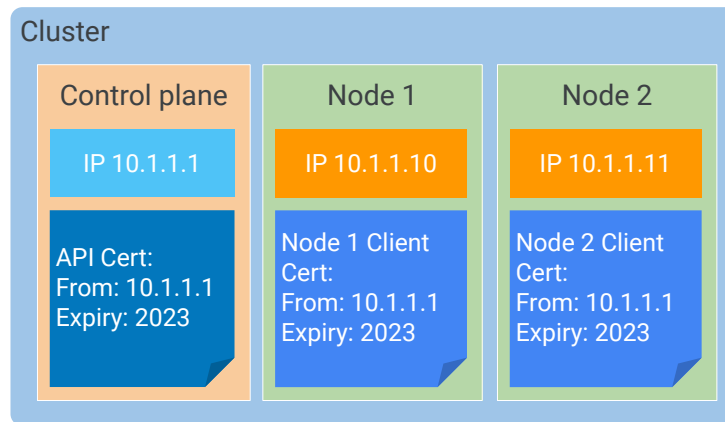 Cluster
Control plane
IP 10.1.1.1
API Cert:
From: 10.1.1.1
Expiry: 2023
Node 1
IP 10.1.1.10
Node 1 Client
Cert:
From: 10.1.1.1
Expiry: 2023
Node 2
IP 10.1.1.11
Node 2 Client
Cert:
From: 10.1.1.1
Expiry: 2023